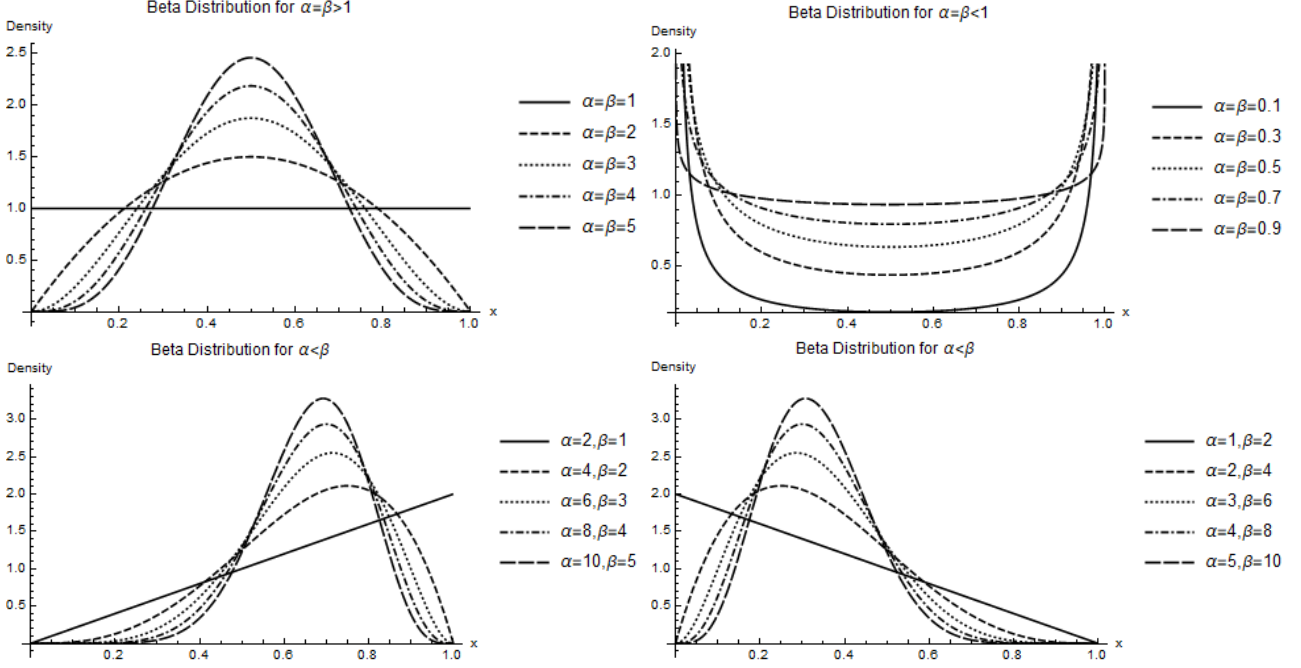 Beta Distribution for α=β>1
Density
2.5
2.0
1.5
1.0
0.5
0.2 0.4 0.6 0.8 1.0 x
α=β=1
α=β=2
α=β=3
α=β=4
α=β=5
Beta Distribution for α=β<1
Density
2.0
1.5
1.0
0.5
0.2 0.4 0.6 0.8 1.0 x
α=β=0.1
α=β=0.3
α=β=0.5
α=β=0.7
α=β=0.9
Beta Distribution for α<β
Density
3.0
2.5
2.0
1.5
1.0
0.5
0.2 0.4 0.6 0.8 1.0 x
α=2,β=1
α=4,β=2
α=6,β=3
α=8,β=4
α=10,β=5
Beta Distribution for α<β
Density
3.0
2.5
2.0
1.5
1.0
0.5
0.2 0.4 0.6 0.8 1.0 x
α=1,β=2
α=2,β=4
α=3,β=6
α=4,β=8
α=5,β=10